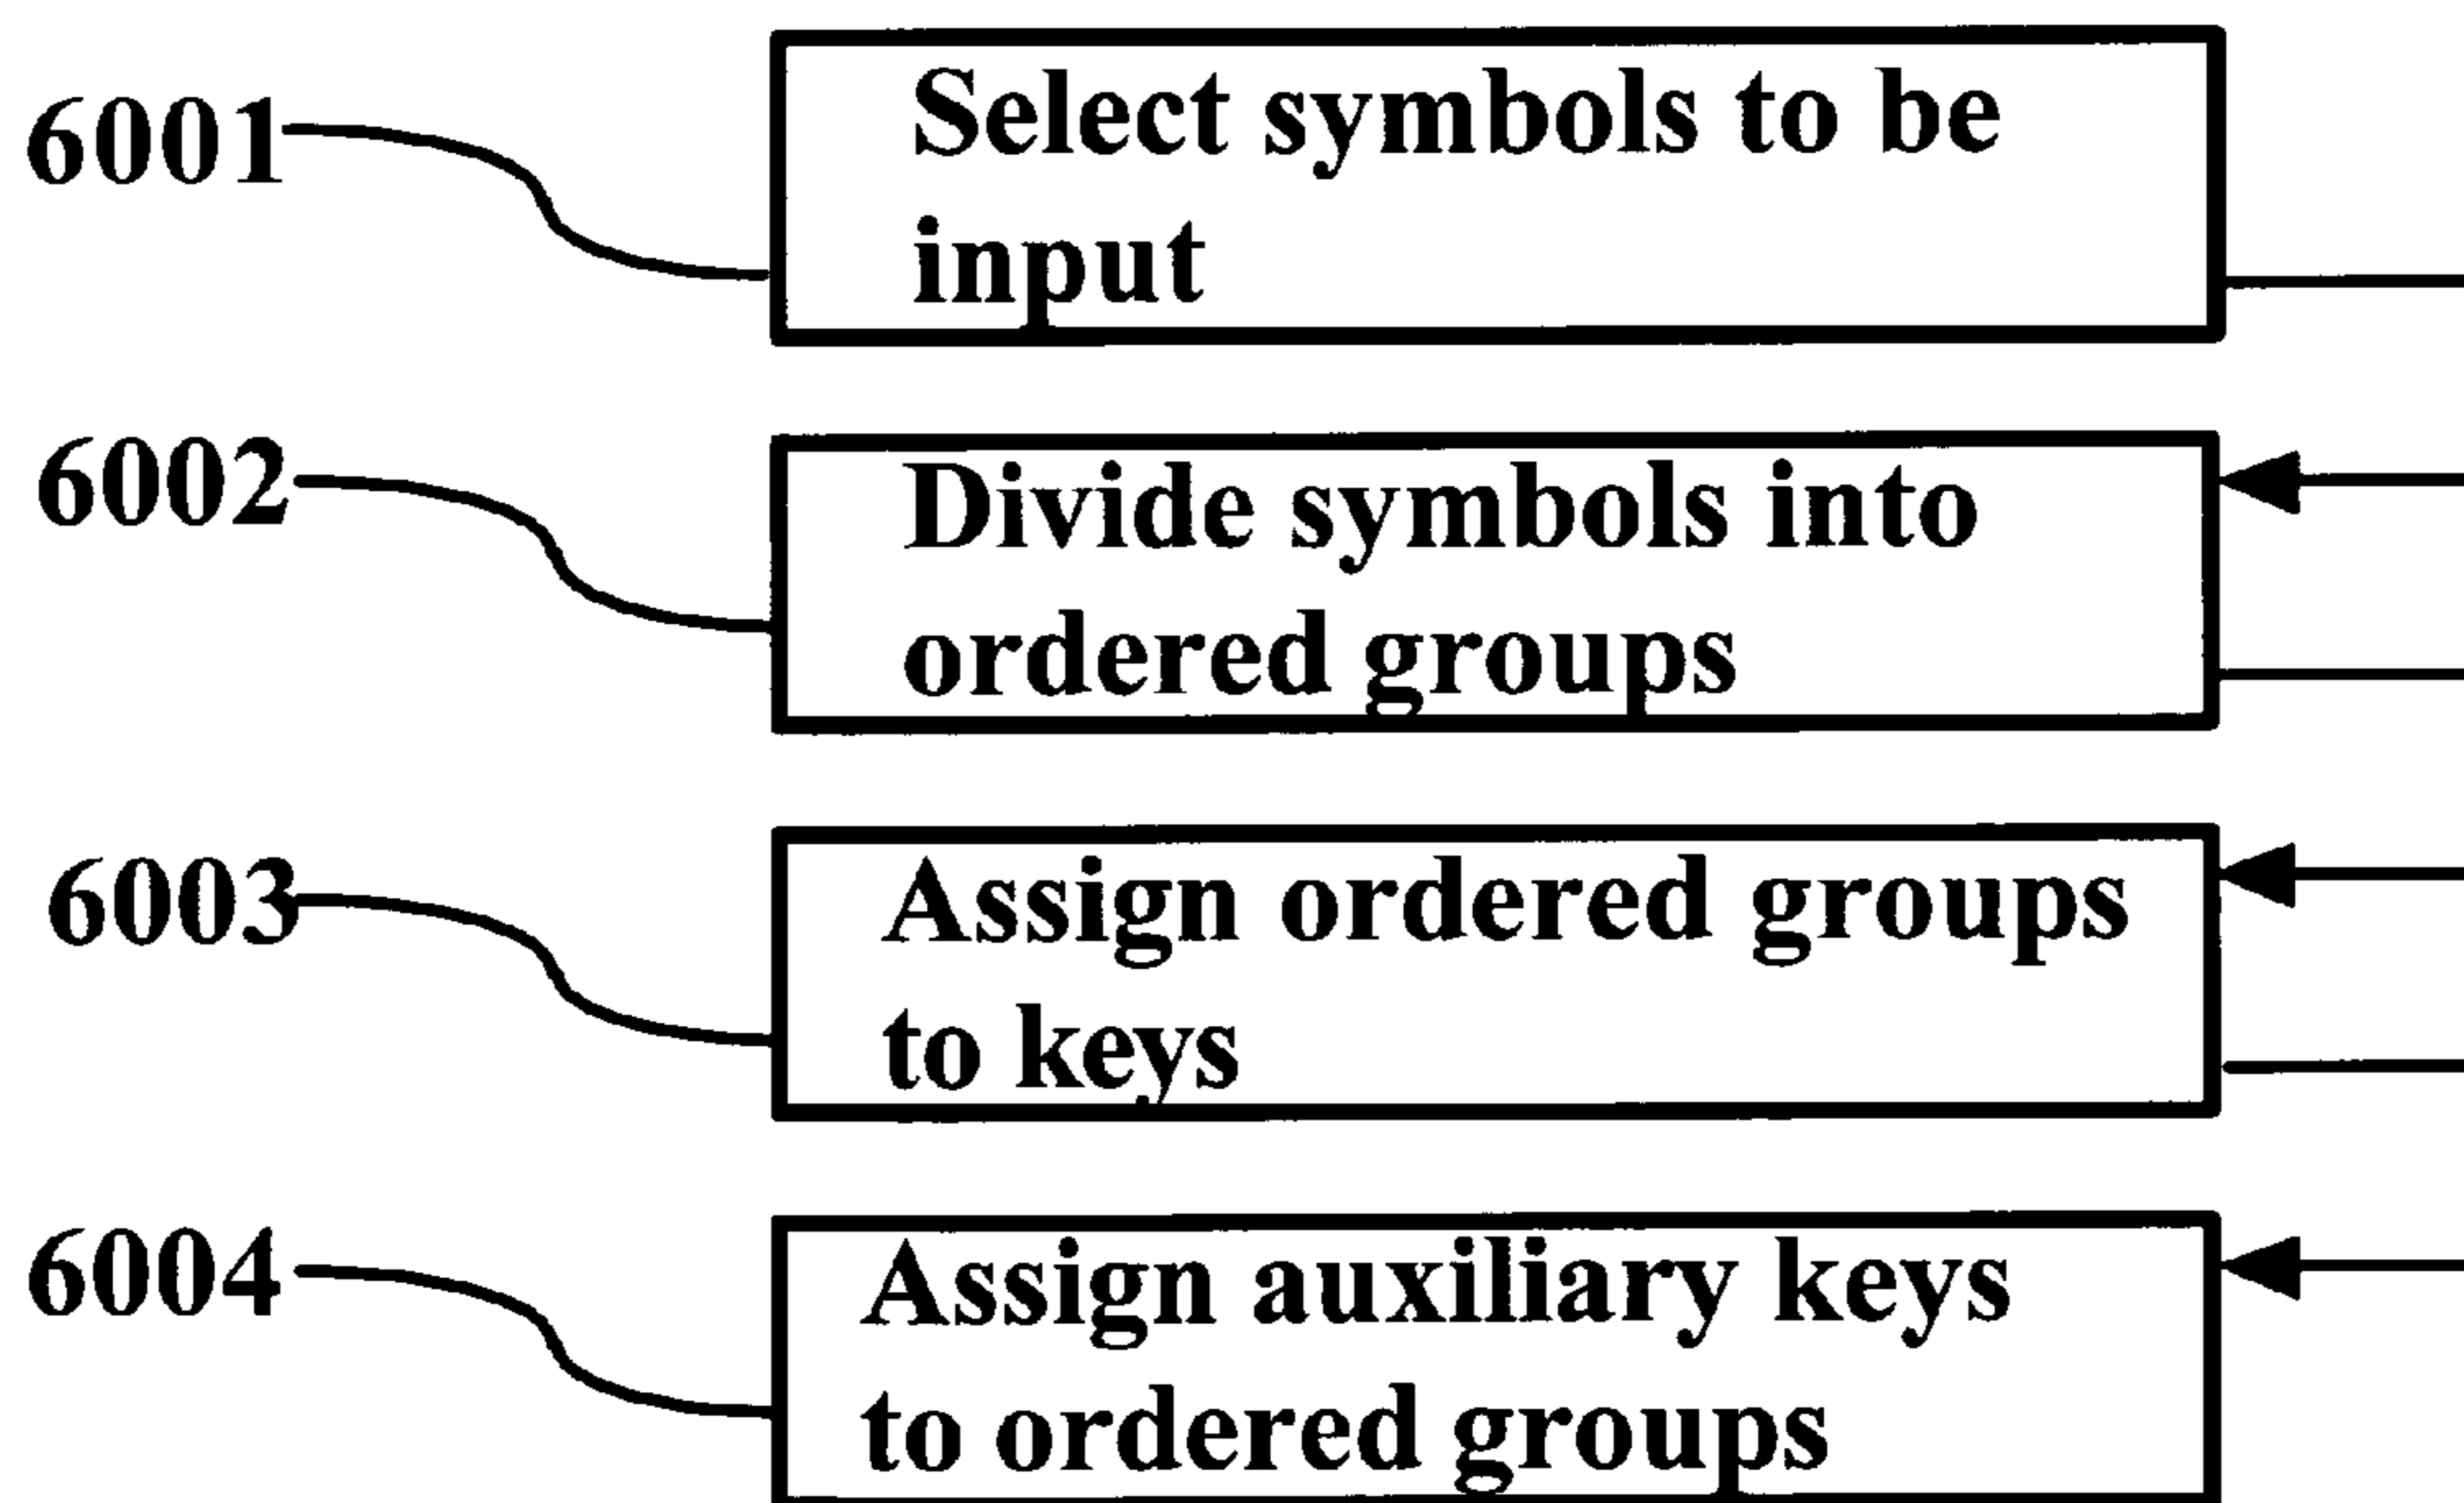 6001
Select symbols to be
input
6002
Divide symbols into
ordered groups
6003
Assign ordered groups
to keys
6004
Assign auxiliary keys
to ordered groups